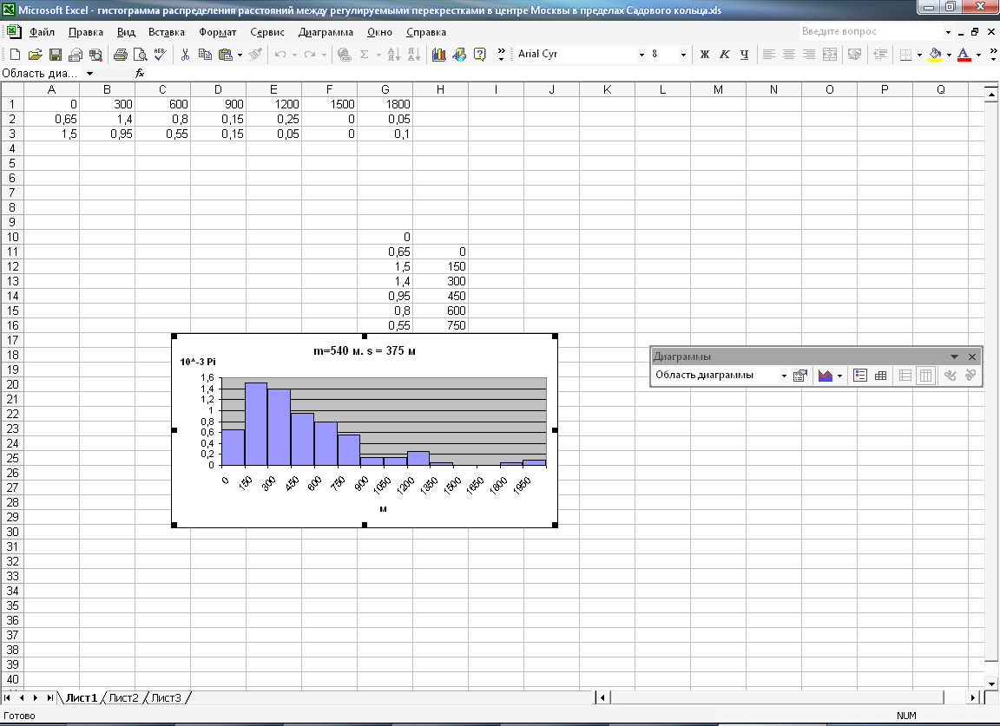 Microsoft Excel - гистограмма распределения расстояний между регулируемыми перекрестками в центре Москвы в пределах Садового кольца.xls
Файл Правка Вид Вставка Формат Сервис Диаграмма Окно Справка Введите вопрос
Arial Cyr 8 Ж К Ч
Область диа... fx
A B C D E F G H I J K L M N O P Q
1 0 300 600 900 1200 1500 1800
2 0,65 1,4 0,8 0,15 0,25 0 0,05
3 1,5 0,95 0,55 0,15 0,05 0 0,1
4
5
6
7
8
9
10 0
11 0,65 0
12 1,5 150
13 1,4 300
14 0,95 450
15 0,8 600
16 0,55 750
17
18
19
20
21
22
23
24
25
26
27
28
29
30
31
32
33
34
35
36
37
38
39
40
m=540 м. s = 375 м
10^-3 Pi
1,6
1,4
1,2
1
0,8
0,6
0,4
0,2
0
0 150 300 450 600 750 900 1050 1200 1350 1500 1650 1800 1950
м
Диаграммы
Область диаграммы
Лист1 Лист2 Лист3
Готово NUM